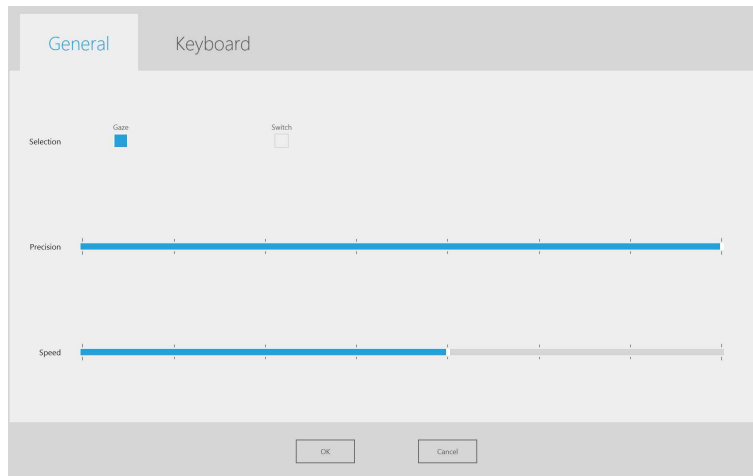 General Keyboard
Gaze Switch
Selection
Precision
Speed
OK Cancel